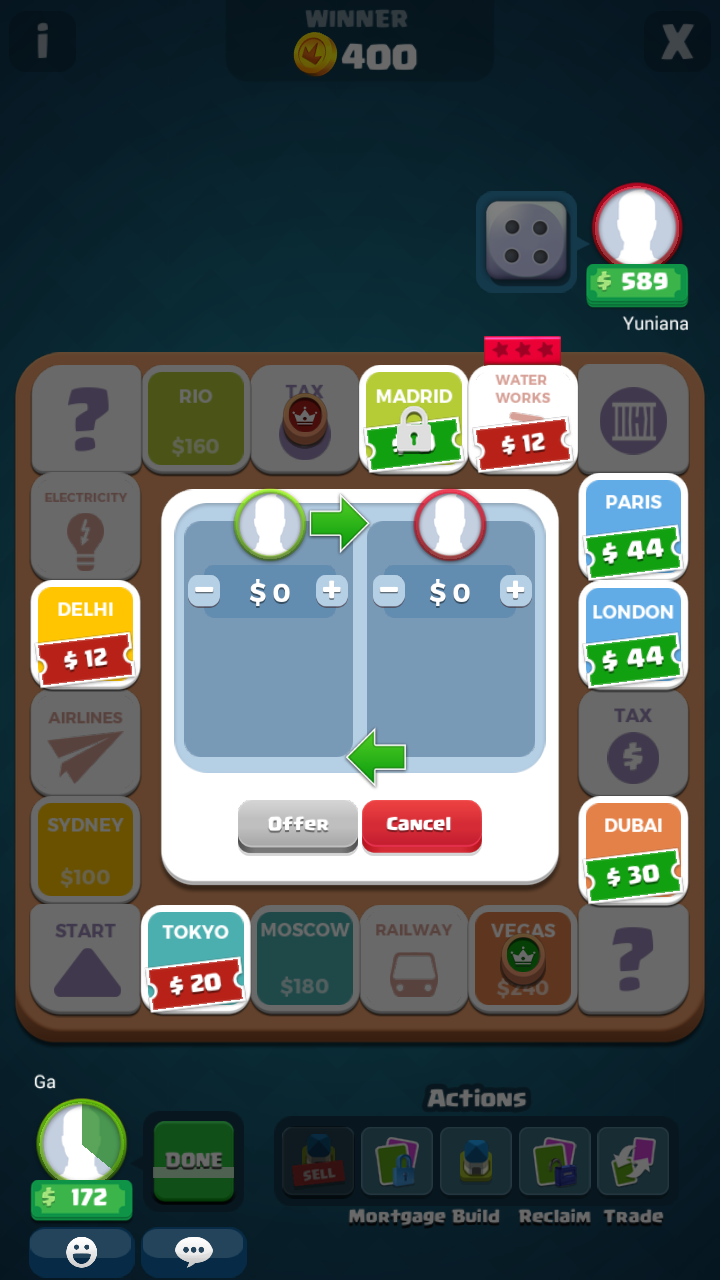 WINNER
i
400
X
$ 589
Yuniana
?
RIO
$160
TAX
MADRID
WATER
WORKS
$ 12
ELECTRICITY
PARIS
$ 44
$ 0
$ 0
DELHI
$ 12
LONDON
$ 44
AIRLINES
TAX
$
SYDNEY
$100
Offer
Cancel
DUBAI
$ 30
START
TOKYO
$ 20
MOSCOW
$180
RAILWAY
VEGAS
$240
?
Ga
Actions
DONE
SELL
$ 172
Mortgage Build Reclaim Trade